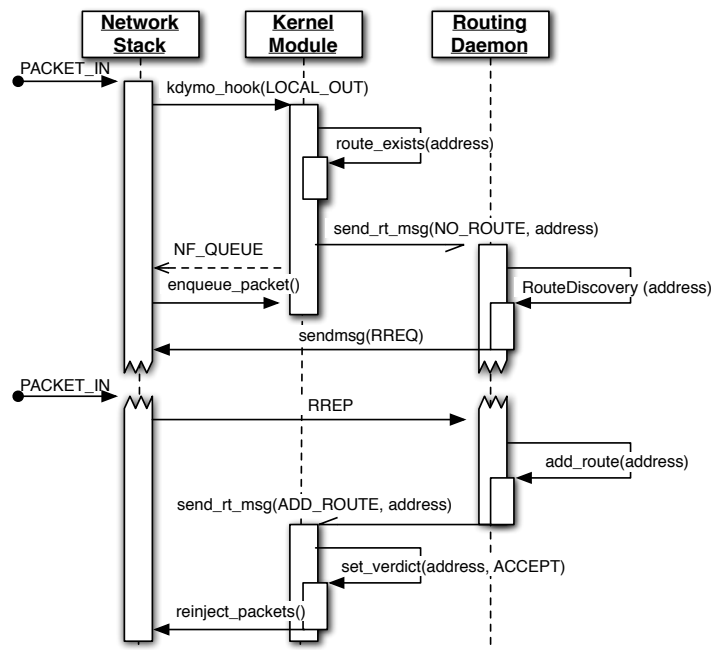 Network
Stack
Kernel
Module
Routing
Daemon
PACKET_IN
kdymo_hook(LOCAL_OUT)
route_exists(address)
send_rt_msg(NO_ROUTE, address)
NF_QUEUE
enqueue_packet()
RouteDiscovery (address)
sendmsg(RREQ)
PACKET_IN
RREP
add_route(address)
send_rt_msg(ADD_ROUTE, address)
set_verdict(address, ACCEPT)
reinject_packets()